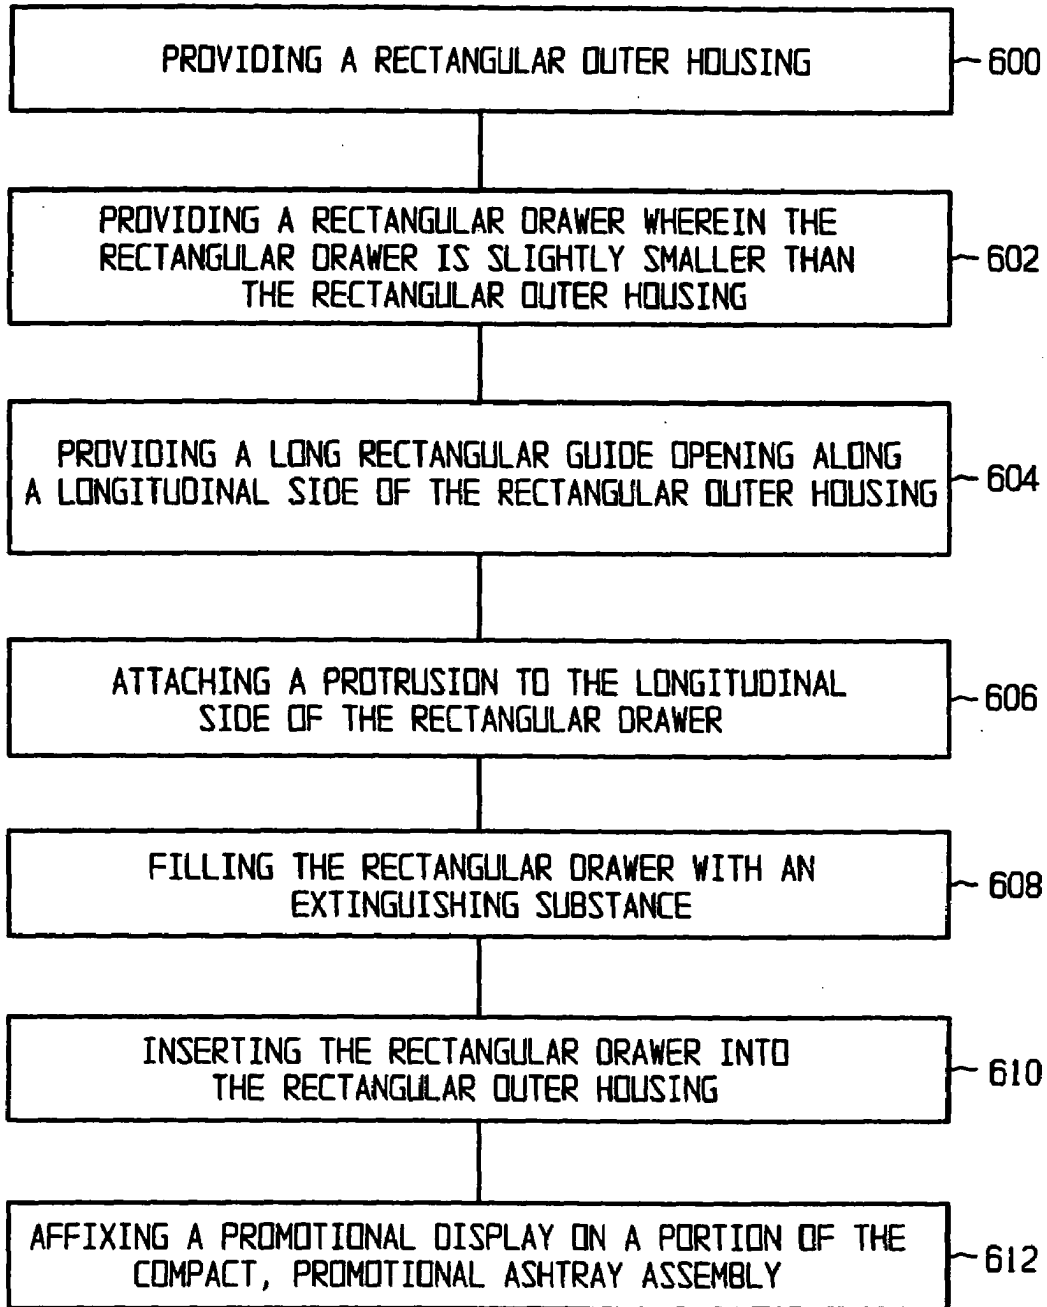 PROVIDING A RECTANGULAR OUTER HOUSING
600
PROVIDING A RECTANGULAR DRAWER WHEREIN THE
RECTANGULAR DRAWER IS SLIGHTLY SMALLER THAN
THE RECTANGULAR OUTER HOUSING
602
PROVIDING A LONG RECTANGULAR GUIDE OPENING ALONG
A LONGITUDINAL SIDE OF THE RECTANGULAR OUTER HOUSING
604
ATTACHING A PROTRUSION TO THE LONGITUDINAL
SIDE OF THE RECTANGULAR DRAWER
606
FILLING THE RECTANGULAR DRAWER WITH AN
EXTINGUISHING SUBSTANCE
608
INSERTING THE RECTANGULAR DRAWER INTO
THE RECTANGULAR OUTER HOUSING
610
AFFIXING A PROMOTIONAL DISPLAY ON A PORTION OF THE
COMPACT, PROMOTIONAL ASHTRAY ASSEMBLY
612